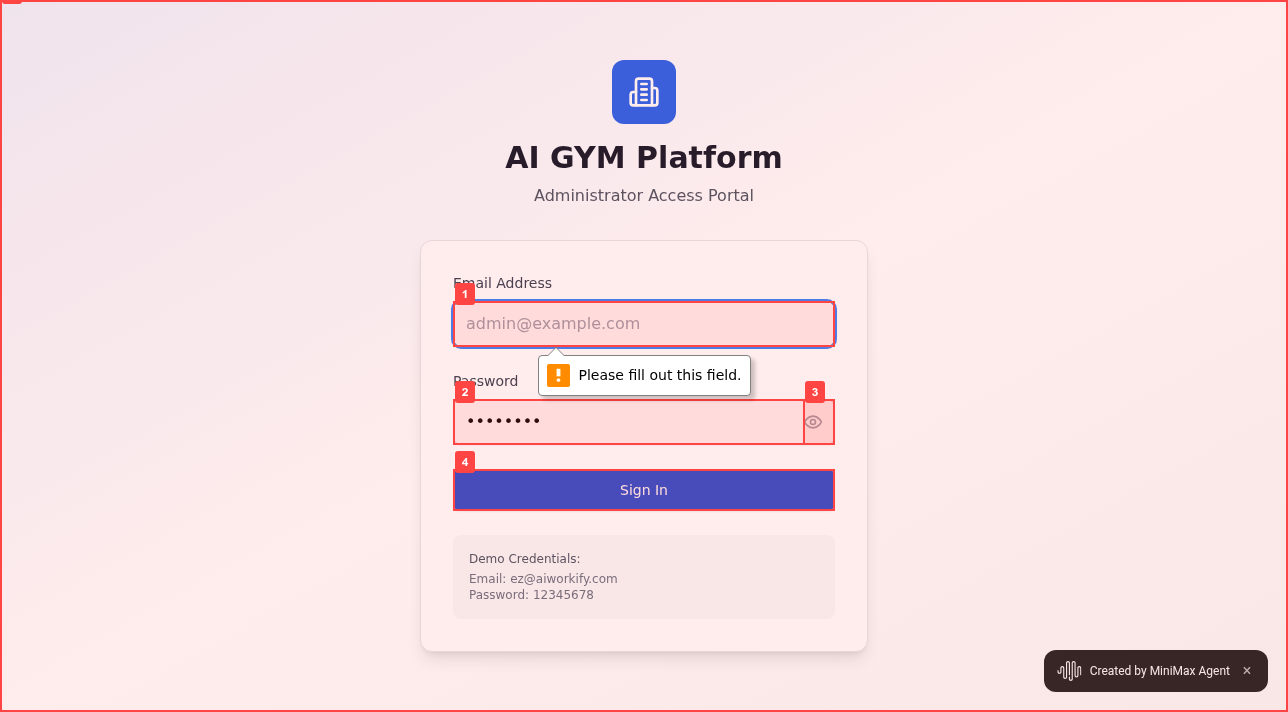 AI GYM Platform
Administrator Access Portal
Email Address
1
admin@example.com
Please fill out this field.
Password
2
3
••••••••
4
Sign In
Demo Credentials:
Email: ez@aiworkify.com
Password: 12345678
Created by MiniMax Agent ×